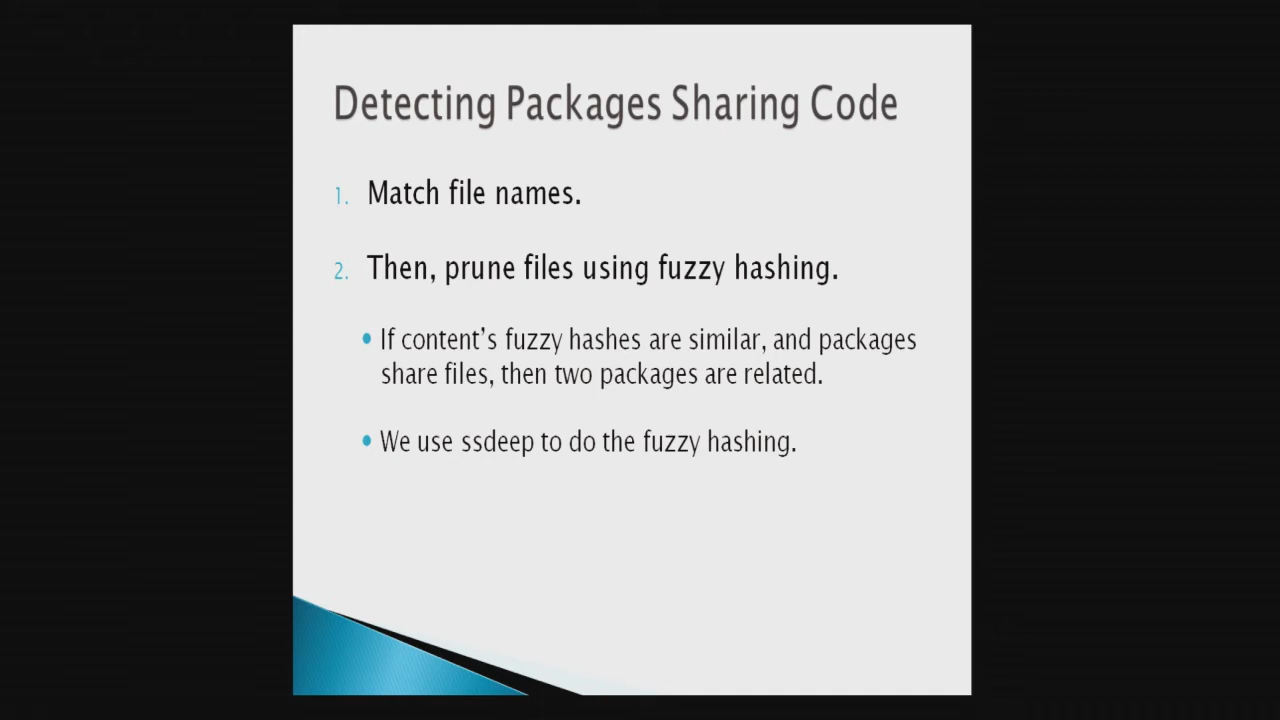 Detecting Packages Sharing Code
1. Match file names.
2. Then, prune files using fuzzy hashing.
• If content’s fuzzy hashes are similar, and packages
share files, then two packages are related.
• We use ssdeep to do the fuzzy hashing.